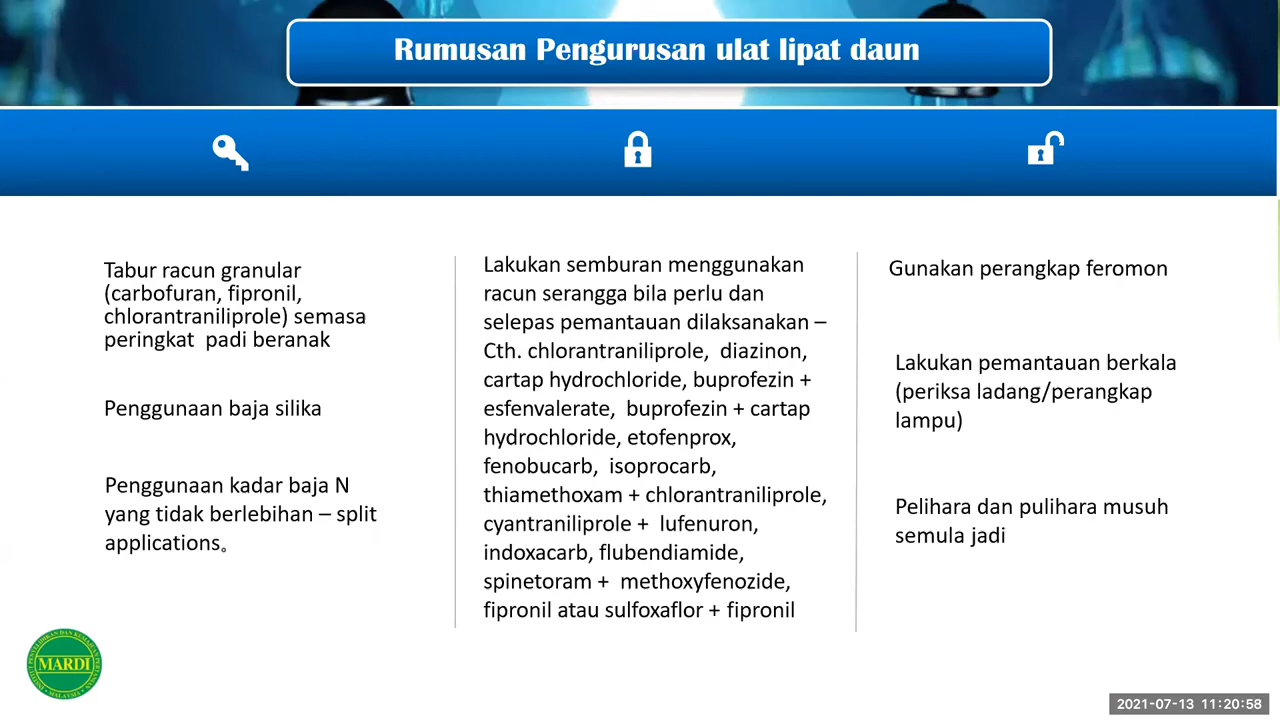 Rumusan Pengurusan ulat lipat daun
Tabur racun granular
(carbofuran, fipronil,
chlorantraniliprole) semasa
peringkat padi beranak
Penggunaan baja silika
Penggunaan kadar baja N
yang tidak berlebihan – split
applications。
Lakukan semburan menggunakan
racun serangga bila perlu dan
selepas pemantauan dilaksanakan –
Cth. chlorantraniliprole, diazinon,
cartap hydrochloride, buprofezin +
esfenvalerate, buprofezin + cartap
hydrochloride, etofenprox,
fenobucarb, isoprocarb,
thiamethoxam + chlorantraniliprole,
cyantraniliprole + lufenuron,
indoxacarb, flubendiamide,
spinetoram + methoxyfenozide,
fipronil atau sulfoxaflor + fipronil
Gunakan perangkap feromon
Lakukan pemantauan berkala
(periksa ladang/perangkap
lampu)
Pelihara dan pulihara musuh
semula jadi
MARDI
2021-07-13 11:20:58